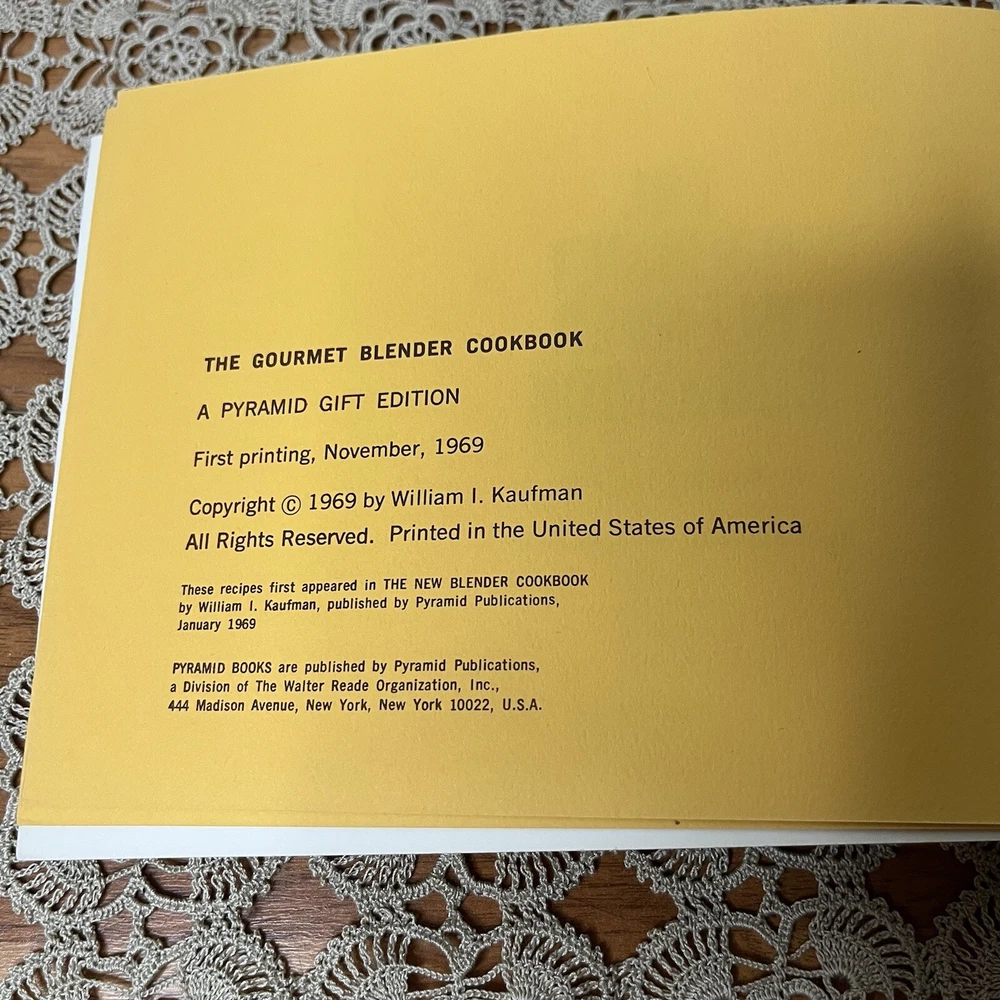 THE GOURMET BLENDER COOKBOOK
A PYRAMID GIFT EDITION
First printing, November, 1969
Copyright © 1969 by William I. Kaufman
All Rights Reserved. Printed in the United States of America
These recipes first appeared in THE NEW BLENDER COOKBOOK
by William I. Kaufman, published by Pyramid Publications,
January 1969
PYRAMID BOOKS are published by Pyramid Publications,
a Division of The Walter Reade Organization, Inc.,
444 Madison Avenue, New York, New York 10022, U.S.A.